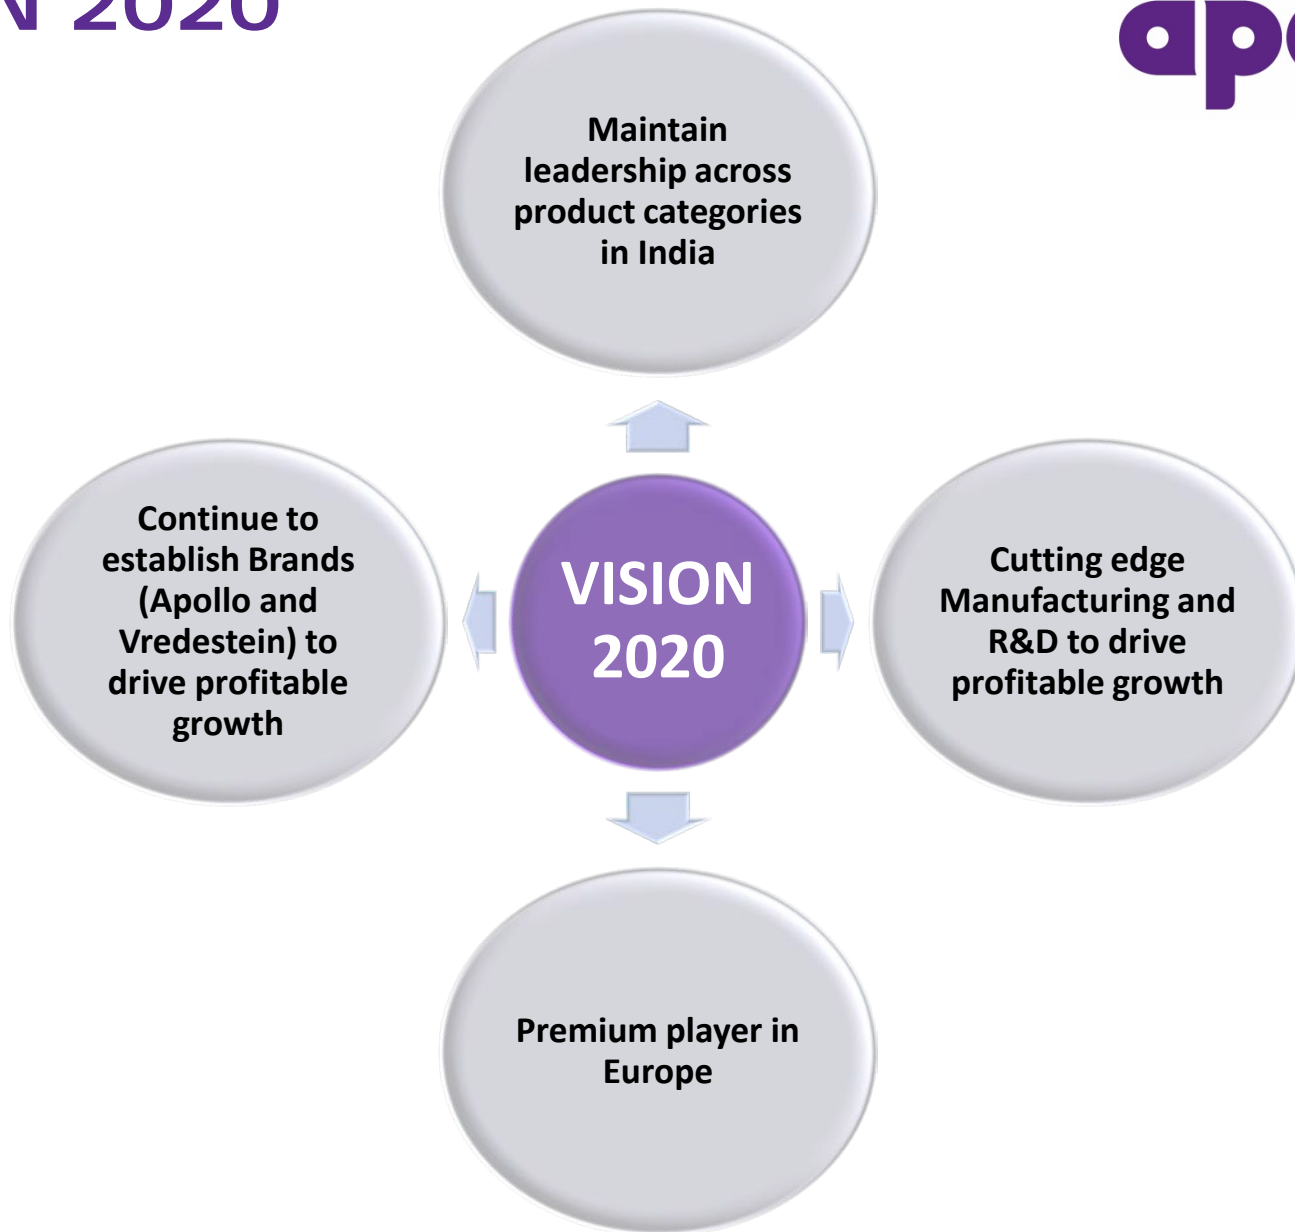 N 2020
apo
Maintain
leadership across
product categories
in India
Continue to
establish Brands
(Apollo and
Vredestein) to
drive profitable
growth
VISION
2020
Cutting edge
Manufacturing and
R&D to drive
profitable growth
Premium player in
Europe